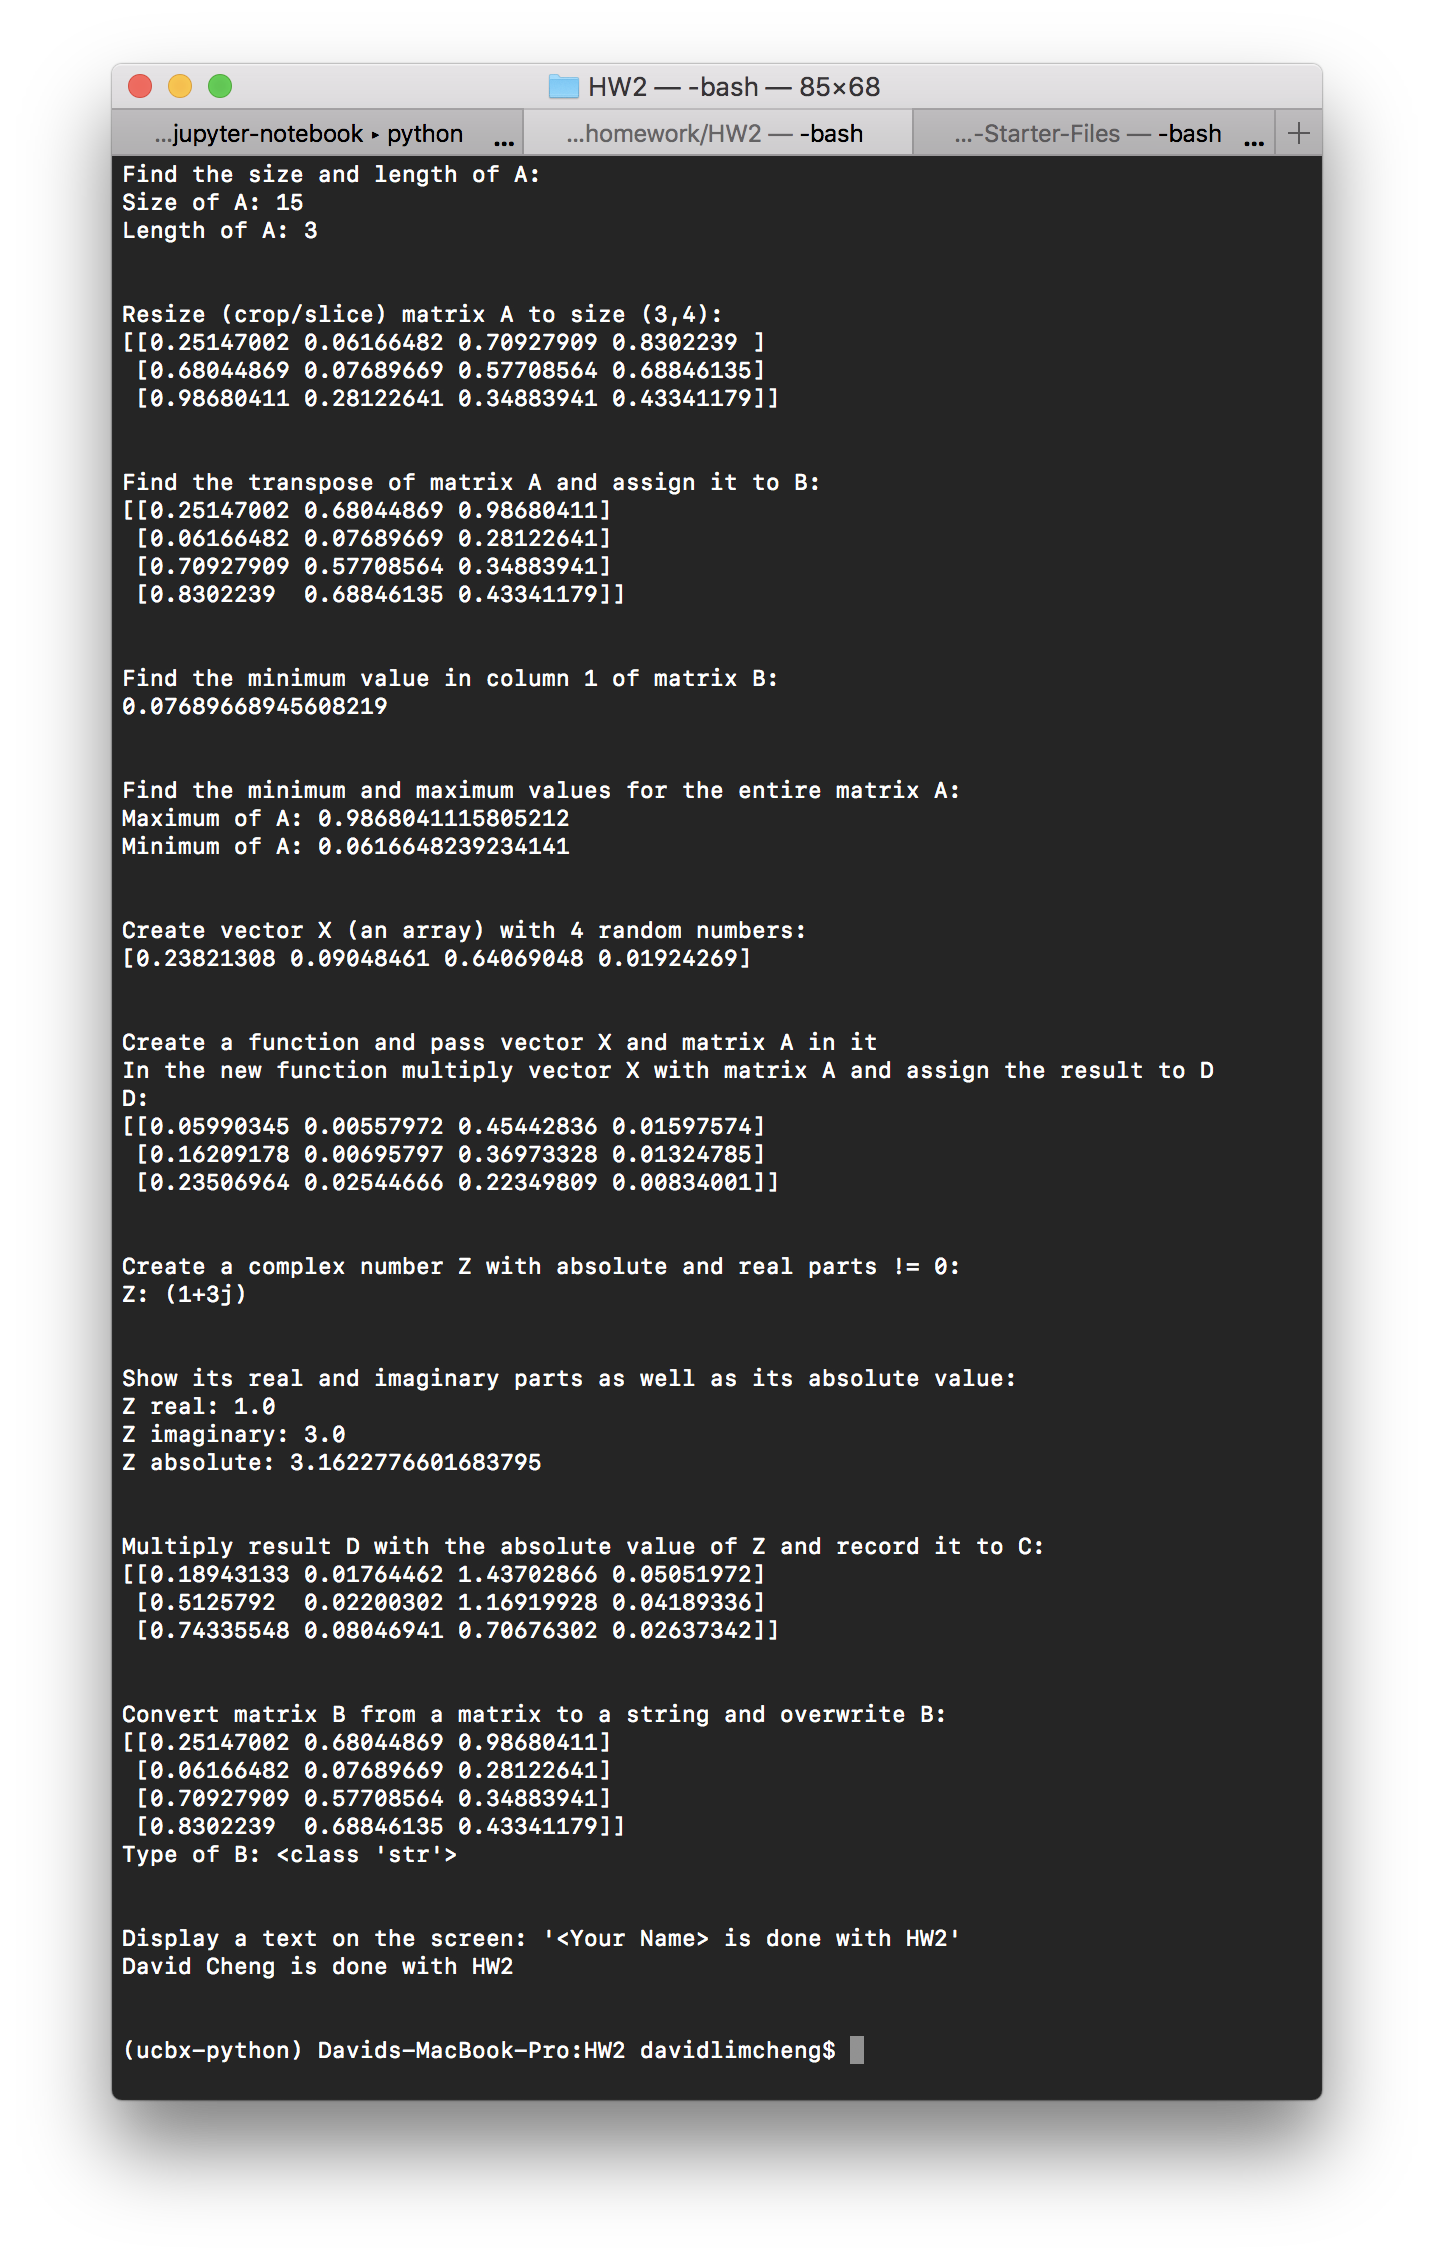 HW2 — -bash — 85×68
...jupyter-notebook ▸ python ... ...homework/HW2 — -bash ...-Starter-Files — -bash ... +
Find the size and length of A:
Size of A: 15
Length of A: 3
Resize (crop/slice) matrix A to size (3,4):
[[0.25147002 0.06166482 0.70927909 0.8302239 ]
 [0.68044869 0.07689669 0.57708564 0.68846135]
 [0.98680411 0.28122641 0.34883941 0.43341179]]
Find the transpose of matrix A and assign it to B:
[[0.25147002 0.68044869 0.98680411]
 [0.06166482 0.07689669 0.28122641]
 [0.70927909 0.57708564 0.34883941]
 [0.8302239  0.68846135 0.43341179]]
Find the minimum value in column 1 of matrix B:
0.07689668945608219
Find the minimum and maximum values for the entire matrix A:
Maximum of A: 0.9868041115805212
Minimum of A: 0.0616648239234141
Create vector X (an array) with 4 random numbers:
[0.23821308 0.09048461 0.64069048 0.01924269]
Create a function and pass vector X and matrix A in it
In the new function multiply vector X with matrix A and assign the result to D
D:
[[0.05990345 0.00557972 0.45442836 0.01597574]
 [0.16209178 0.00695797 0.36973328 0.01324785]
 [0.23506964 0.02544666 0.22349809 0.00834001]]
Create a complex number Z with absolute and real parts != 0:
Z: (1+3j)
Show its real and imaginary parts as well as its absolute value:
Z real: 1.0
Z imaginary: 3.0
Z absolute: 3.1622776601683795
Multiply result D with the absolute value of Z and record it to C:
[[0.18943133 0.01764462 1.43702866 0.05051972]
 [0.5125792  0.02200302 1.16919928 0.04189336]
 [0.74335548 0.08046941 0.70676302 0.02637342]]
Convert matrix B from a matrix to a string and overwrite B:
[[0.25147002 0.68044869 0.98680411]
 [0.06166482 0.07689669 0.28122641]
 [0.70927909 0.57708564 0.34883941]
 [0.8302239  0.68846135 0.43341179]]
Type of B: <class 'str'>
Display a text on the screen: '<Your Name> is done with HW2'
David Cheng is done with HW2
(ucbx-python) Davids-MacBook-Pro:HW2 davidlimcheng$